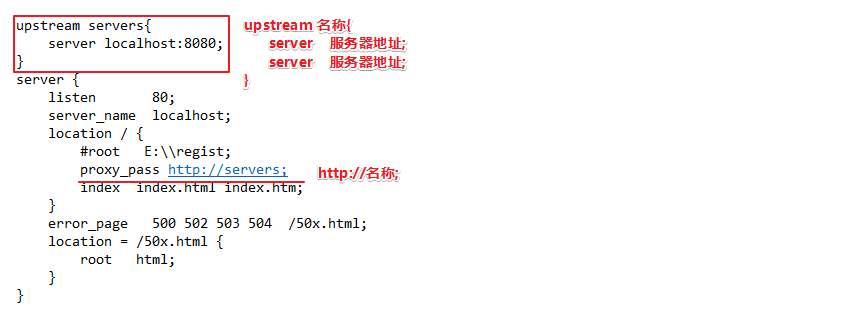 upstream servers{
    server localhost:8080;
}
upstream 名称{
    server 服务器地址;
    server 服务器地址;
}
server {
    listen       80;
    server_name  localhost;
    location / {
        #root   E:\\regist;
        proxy_pass http://servers;
http://名称;
        index  index.html index.htm;
    }
    error_page   500 502 503 504  /50x.html;
    location = /50x.html {
        root   html;
    }
}